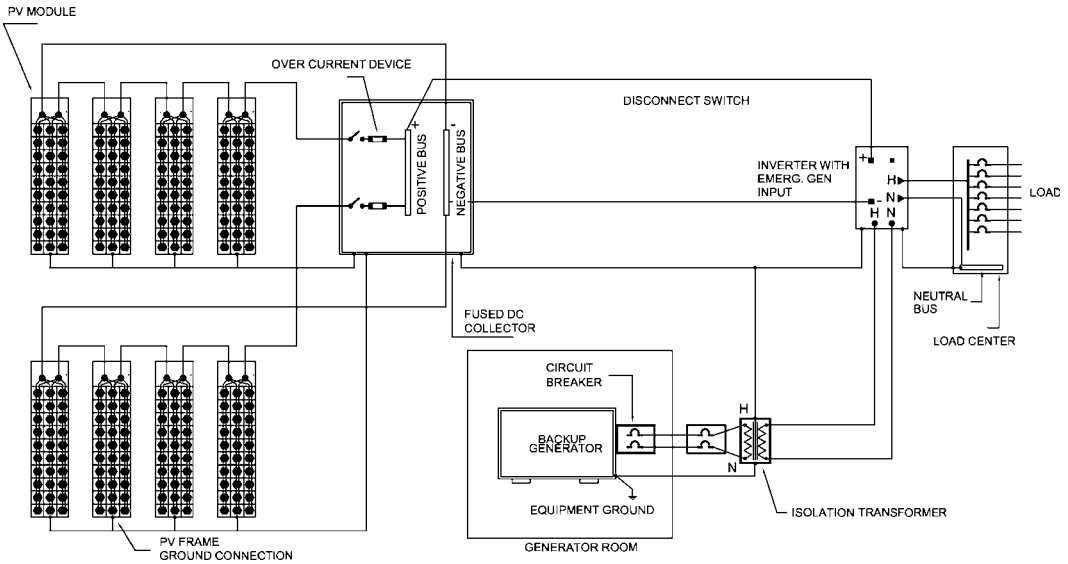 PV MODULE
OVER CURRENT DEVICE
DISCONNECT SWITCH
+
-
POSITIVE BUS
NEGATIVE BUS
INVERTER WITH
EMERG. GEN
INPUT
+
H
N
-
H N
LOAD
NEUTRAL
BUS
LOAD CENTER
FUSED DC
COLLECTOR
CIRCUIT
BREAKER
H
BACKUP
GENERATOR
N
EQUIPMENT GROUND
ISOLATION TRANSFORMER
GENERATOR ROOM
PV FRAME
GROUND CONNECTION